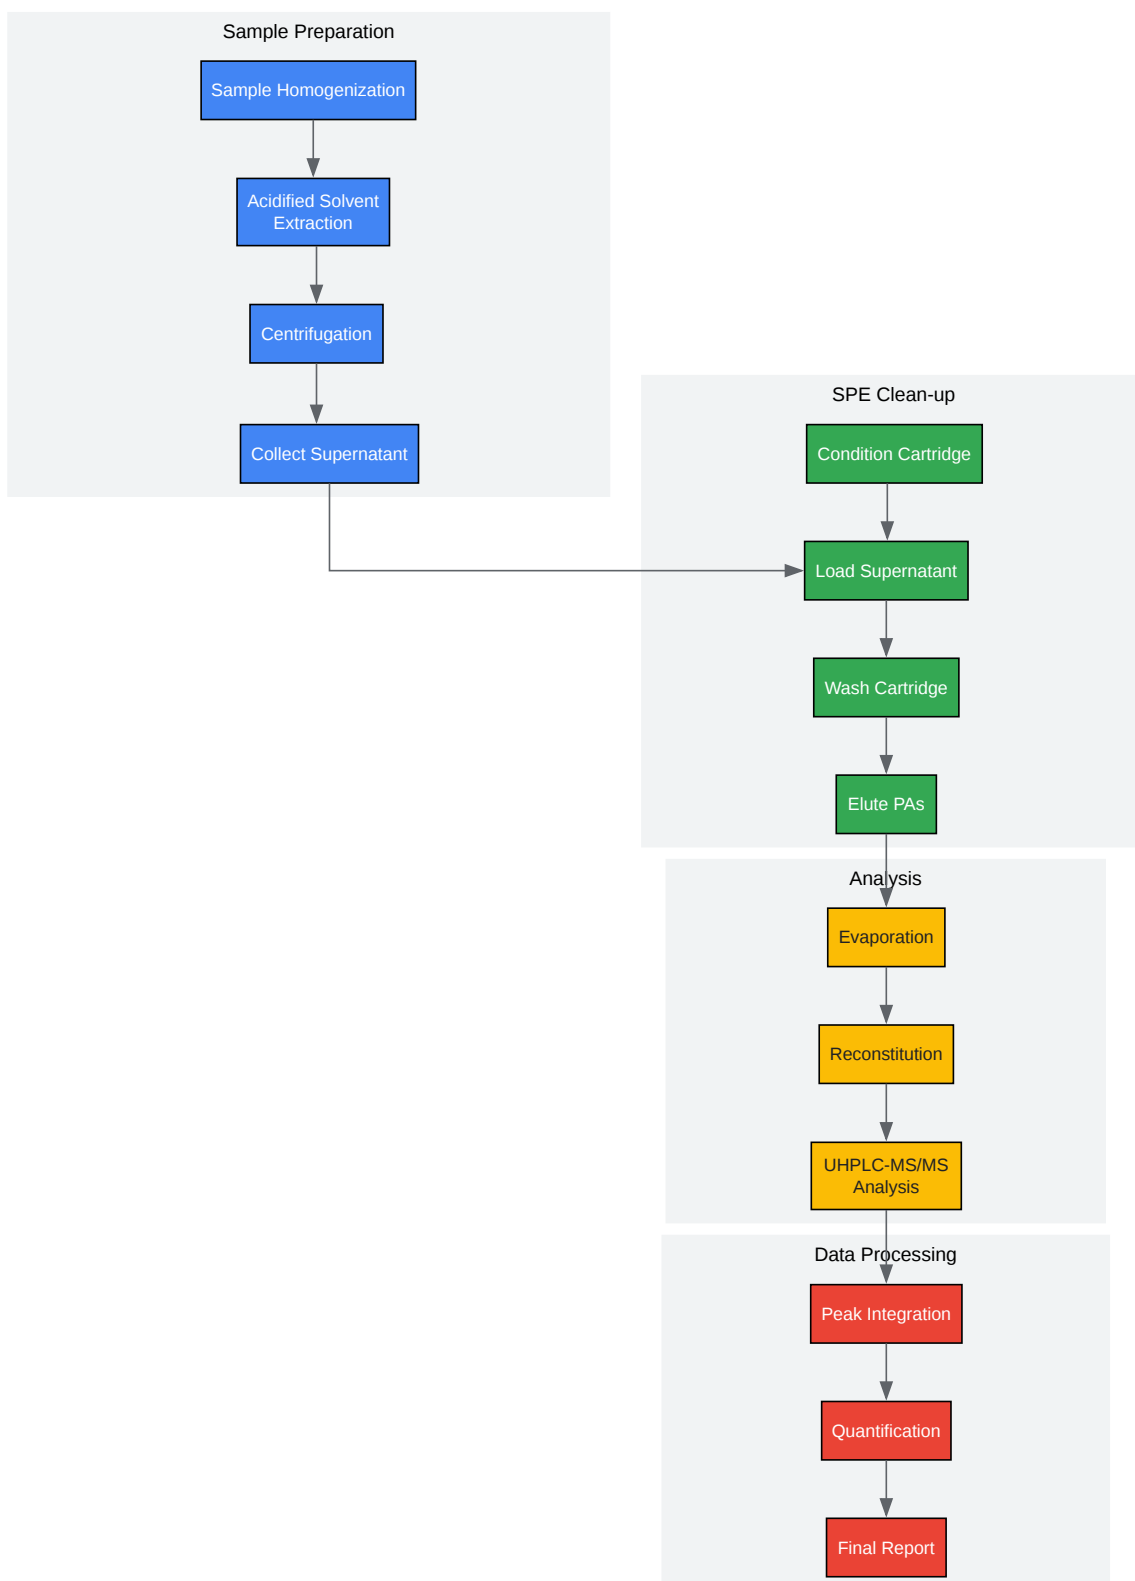 Sample Preparation
Sample Homogenization
Acidified Solvent
Extraction
Centrifugation
Collect Supernatant
SPE Clean-up
Condition Cartridge
Load Supernatant
Wash Cartridge
Elute PAs
Analysis
Evaporation
Reconstitution
UHPLC-MS/MS
Analysis
Data Processing
Peak Integration
Quantification
Final Report